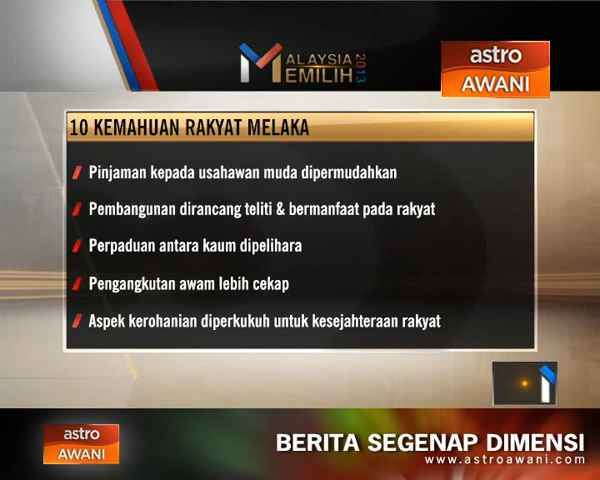 MALAYSIA
MEMILIH
2013
astro
AWANI
10 KEMAHUAN RAKYAT MELAKA
Pinjaman kepada usahawan muda dipermudahkan
Pembangunan dirancang teliti & bermanfaat pada rakyat
Perpaduan antara kaum dipelihara
Pengangkutan awam lebih cekap
Aspek kerohanian diperkukuh untuk kesejahteraan rakyat
astro
AWANI
BERITA SEGENAP DIMENSI
www.astroawani.com